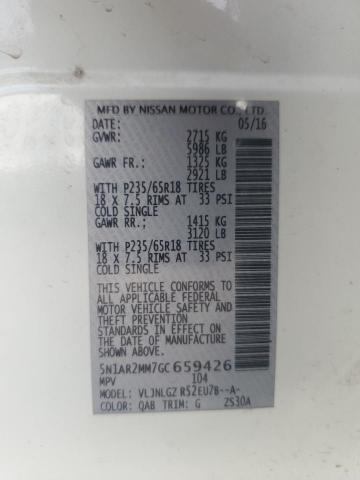 MFD BY NISSAN MOTOR CO., LTD.
DATE: 05/16
GVWR: 2715 KG
5986 LB
GAWR FR.: 1325 KG
2921 LB
WITH P235/65R18 TIRES
18 X 7.5 RIMS AT 33 PSI
COLD SINGLE
GAWR RR.: 1415 KG
3120 LB
WITH P235/65R18 TIRES
18 X 7.5 RIMS AT 33 PSI
COLD SINGLE
THIS VEHICLE CONFORMS TO
ALL APPLICABLE FEDERAL
MOTOR VEHICLE SAFETY AND
BUMPER STANDARDS IN EFFECT
ON THE DATE OF MANUFACTURE
SHOWN ABOVE.
5N1AR2MM7GC659426
MPV 104
MODEL: VLJNLGZ R52EUZB--A-
COLOR: QAB TRIM: G ZS30A